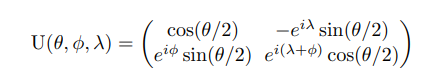 U(θ, ϕ, λ) = ( cos(θ/2) −e^{iλ} sin(θ/2)
e^{iϕ} sin(θ/2) e^{i(λ+ϕ)} cos(θ/2) )